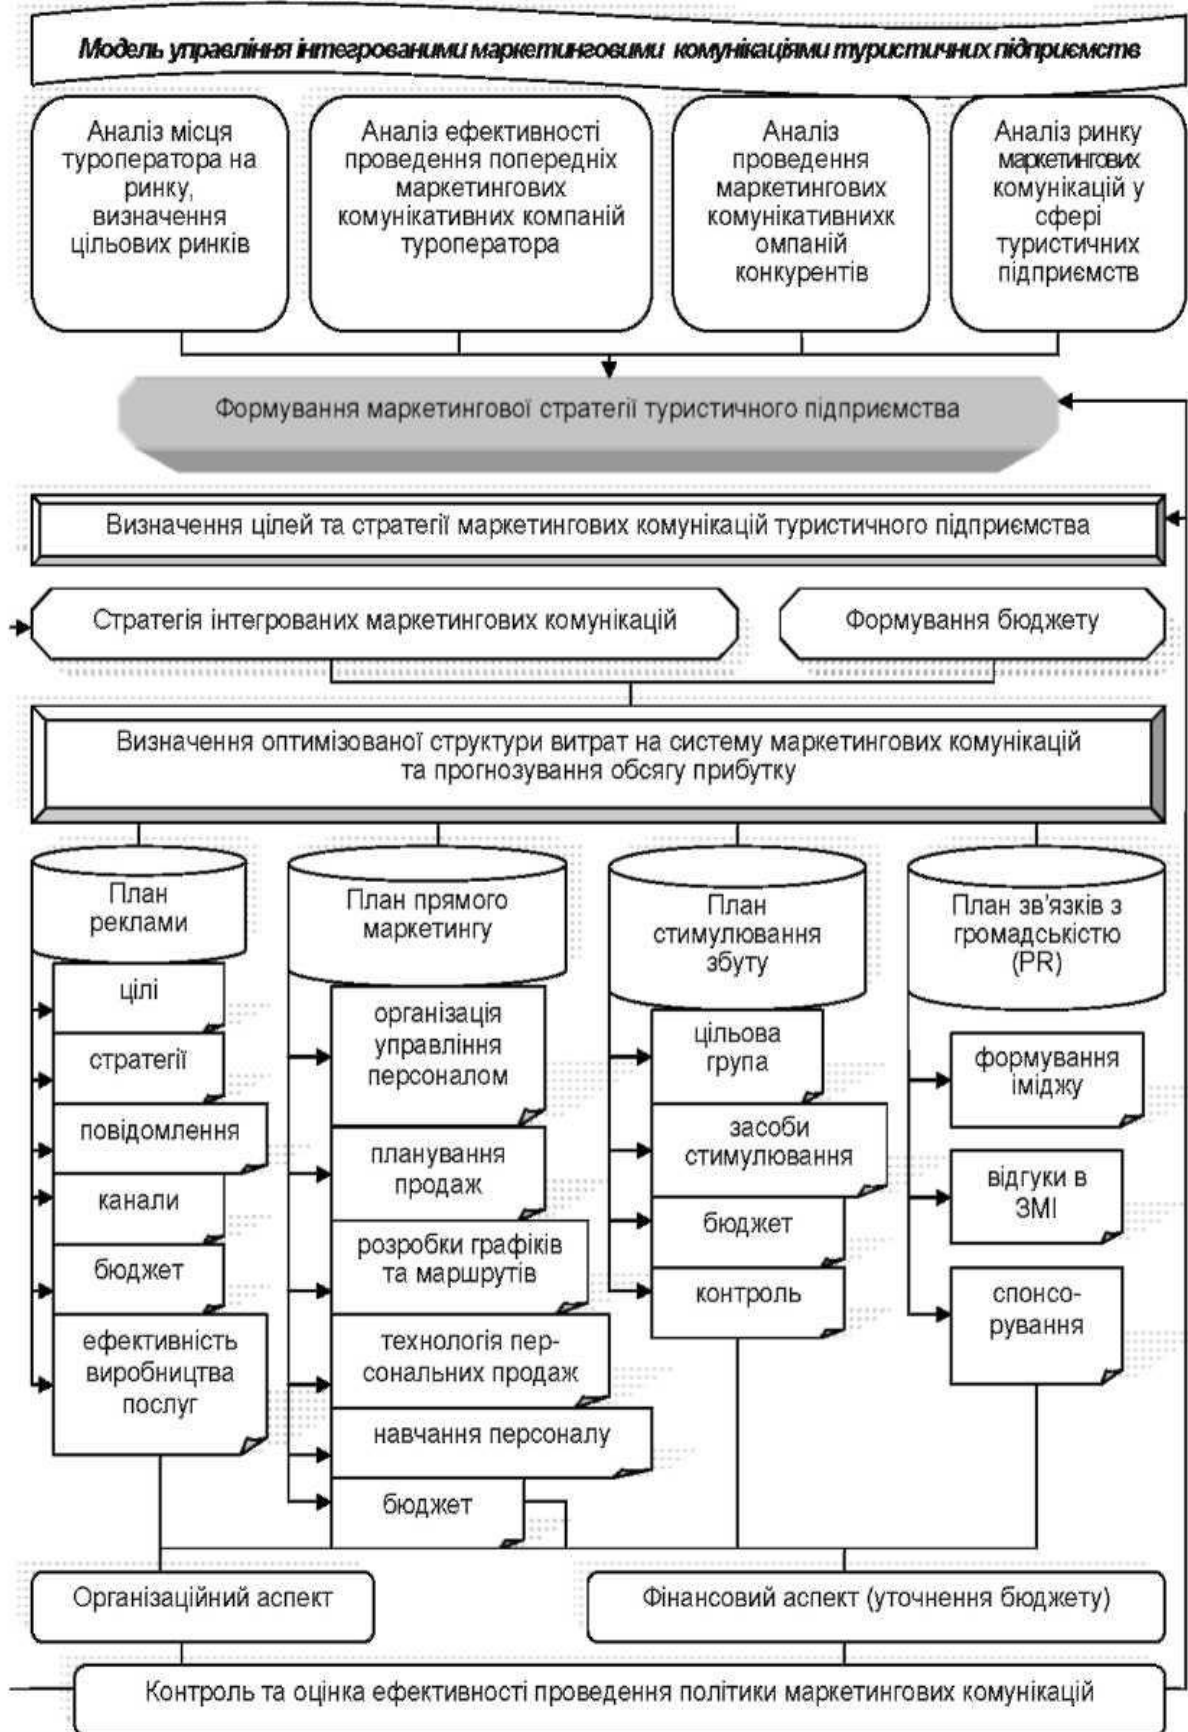 Модель управління інтегрованими маркетинговими комунікаціями туристичних підприємств
Аналіз місця
туроператора на
ринку,
визначення
цільових ринків
Аналіз ефективності
проведення попередніх
маркетингових
комунікативних компаній
туроператора
Аналіз
проведення
маркетингових
комунікативнихк
омпаній
конкурентів
Аналіз ринку
маркетингових
комунікацій у
сфері
туристичних
підприємств
Формування маркетингової стратегії туристичного підприємства
Визначення цілей та стратегії маркетингових комунікацій туристичного підприємства
Стратегія інтегрованих маркетингових комунікацій
Формування бюджету
Визначення оптимізованої структури витрат на систему маркетингових комунікацій
та прогнозування обсягу прибутку
План
реклами
цілі
стратегії
повідомлення
канали
бюджет
ефективність
виробництва
послуг
План прямого
маркетингу
організація
управління
персоналом
планування
продаж
розробки графіків
та маршрутів
технологія пер-
сональних продаж
навчання персоналу
бюджет
План
стимулювання
збуту
цільова
група
засоби
стимулювання
бюджет
контроль
План зв'язків з
громадськістю
(PR)
формування
іміджу
відгуки в
ЗМІ
спонсо-
рування
Організаційний аспект
Фінансовий аспект (уточнення бюджету)
Контроль та оцінка ефективності проведення політики маркетингових комунікацій